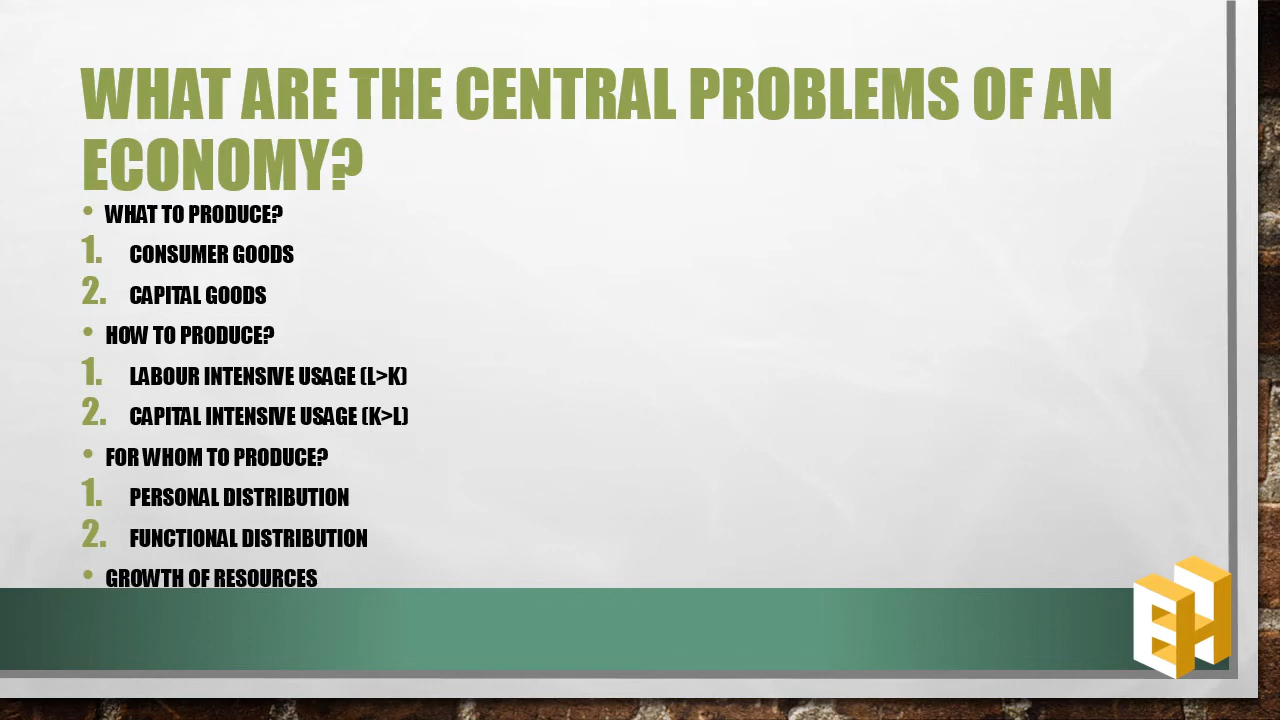 WHAT ARE THE CENTRAL PROBLEMS OF AN
ECONOMY?
• WHAT TO PRODUCE?
1. CONSUMER GOODS
2. CAPITAL GOODS
• HOW TO PRODUCE?
1. LABOUR INTENSIVE USAGE (L>K)
2. CAPITAL INTENSIVE USAGE (K>L)
• FOR WHOM TO PRODUCE?
1. PERSONAL DISTRIBUTION
2. FUNCTIONAL DISTRIBUTION
• GROWTH OF RESOURCES
EH